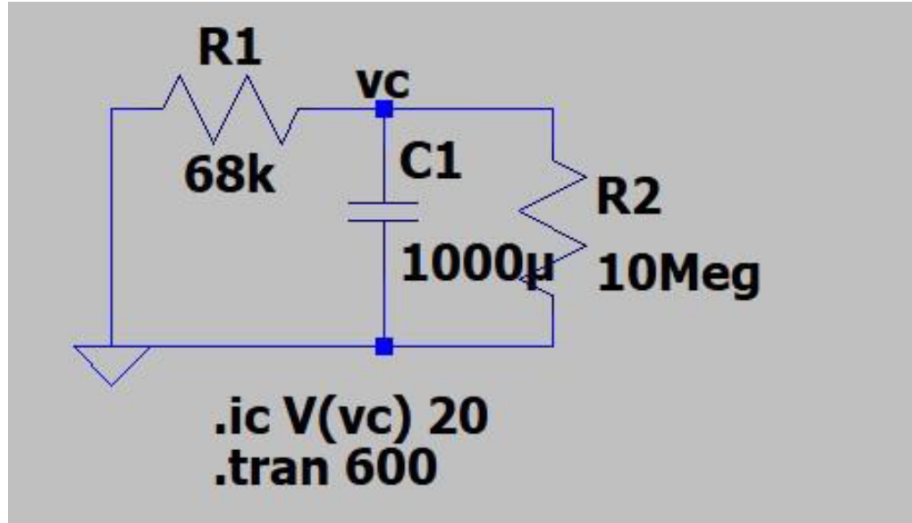 R1
vc
68k
C1
1000µ
R2
10Meg
.ic V(vc) 20
.tran 600